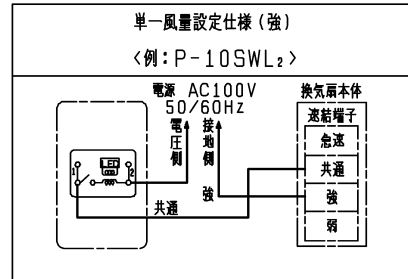 単一風量設定仕様（強）
〈例：P-10SWL₂〉
電源 AC100V
50/60Hz
電圧側
接地側
強
共通
1
LED
2
換気扇本体
速結端子
急速
共通
強
弱